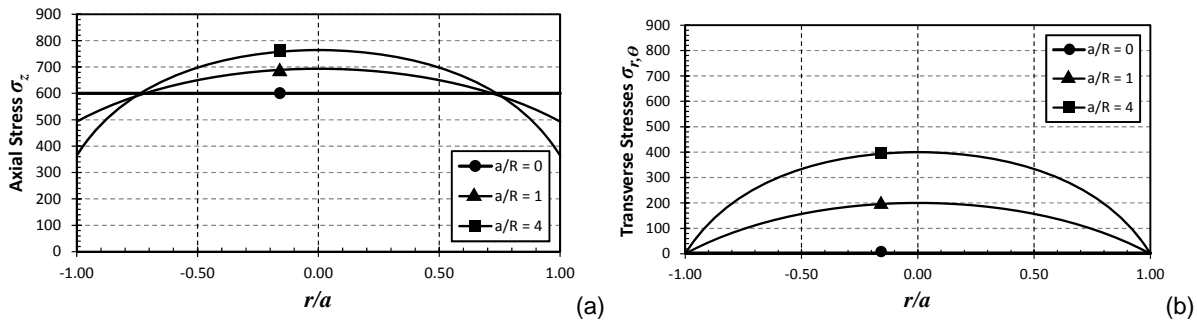 Axial Stress σz
900
800
700
600
500
400
300
200
100
0
-1.00
-0.50
0.00
0.50
1.00
r/a
a/R = 0
a/R = 1
a/R = 4
(a)
Transverse Stresses σr,θ
900
800
700
600
500
400
300
200
100
0
-1.00
-0.50
0.00
0.50
1.00
r/a
a/R = 0
a/R = 1
a/R = 4
(b)